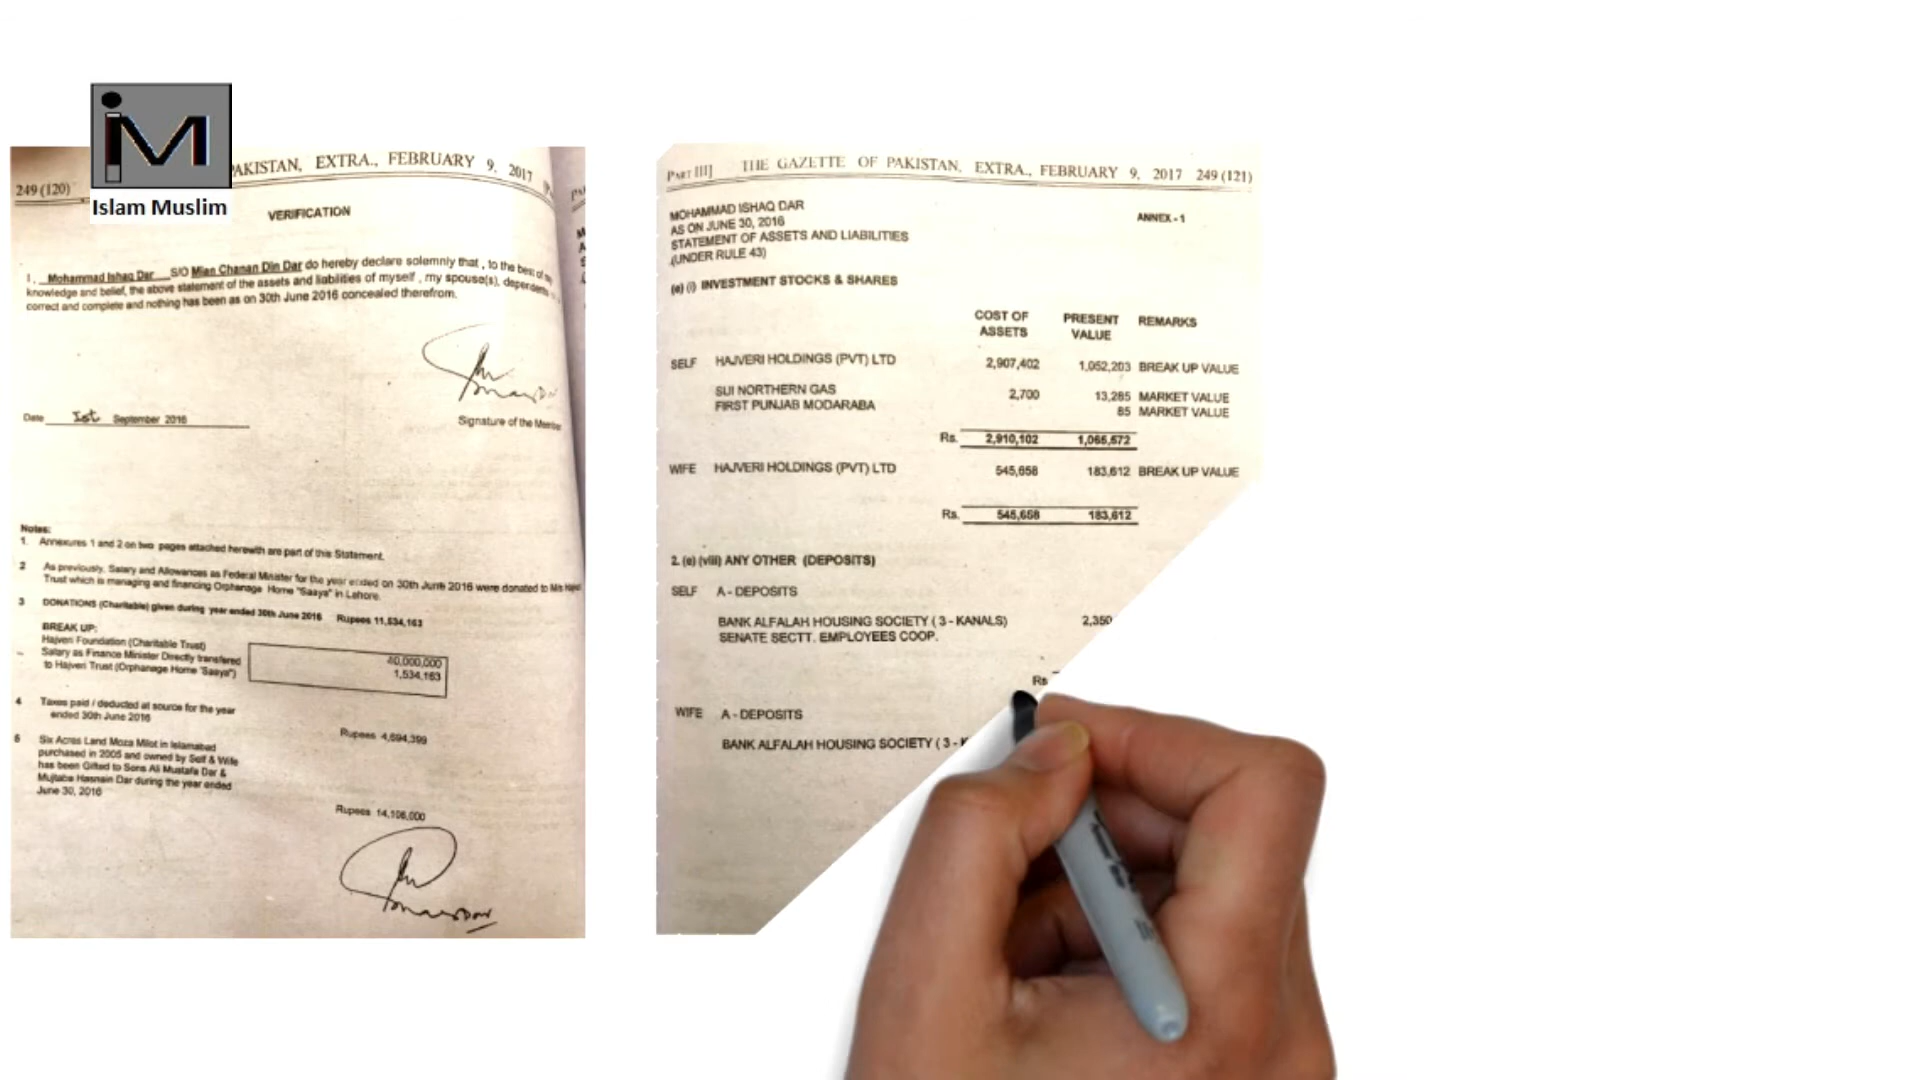 iM
Islam Muslim
249 (120)
PAKISTAN, EXTRA., FEBRUARY 9, 2017
VERIFICATION
I, Mohammad Ishaq Dar S/O Mian Chanan Din Dar do hereby declare solemnly that, to the best of my
knowledge and belief, the above statement of the assets and liabilities of myself, my spouse(s), dependents
correct and complete and nothing has been as on 30th June 2016 concealed therefrom.
Date Ist September 2016
Signature of the Member
Notes:
1. Annexures 1 and 2 on two pages attached herewith are part of this Statement.
2 As previously, Salary and Allowances as Federal Minister for the year ended on 30th June 2016 were donated to M/s
Trust which is managing and financing Orphanage Home "Saaya" in Lahore.
3 DONATIONS (Charitable) given during year ended 30th June 2016 Rupees 11,534,163
BREAK UP:
Hajveri Foundation (Charitable Trust)
Salary as Finance Minister Directly transfered
to Hajveri Trust (Orphanage Home "Saaya")
1,534,163
4 Taxes paid / deducted at source for the year
ended 30th June 2016
Rupees 4,694,399
5 Six Acres Land Moza Milot in Islamabad
purchased in 2005 and owned by Self & Wife
has been Gifted to Sons Ali Mustafa Dar &
Mujtaba Hasnain Dar during the year ended
June 30, 2016
Rupees 14,106,000
PART III] THE GAZETTE OF PAKISTAN, EXTRA., FEBRUARY 9, 2017 249 (121)
MOHAMMAD ISHAQ DAR
AS ON JUNE 30, 2016
STATEMENT OF ASSETS AND LIABILITIES
(UNDER RULE 43)
ANNEX - 1
(e) (i) INVESTMENT STOCKS & SHARES
COST OF ASSETS PRESENT VALUE REMARKS
SELF HAJVERI HOLDINGS (PVT) LTD 2,907,402 1,052,203 BREAK UP VALUE
SUI NORTHERN GAS 2,700 13,285 MARKET VALUE
FIRST PUNJAB MODARABA 85 MARKET VALUE
Rs. 2,910,102 1,065,572
WIFE HAJVERI HOLDINGS (PVT) LTD 545,658 183,612 BREAK UP VALUE
Rs. 545,658 183,612
2. (e) (viii) ANY OTHER (DEPOSITS)
SELF A - DEPOSITS
BANK ALFALAH HOUSING SOCIETY ( 3 - KANALS) 2,350
SENATE SECTT. EMPLOYEES COOP.
Rs
WIFE A - DEPOSITS
BANK ALFALAH HOUSING SOCIETY ( 3 - K